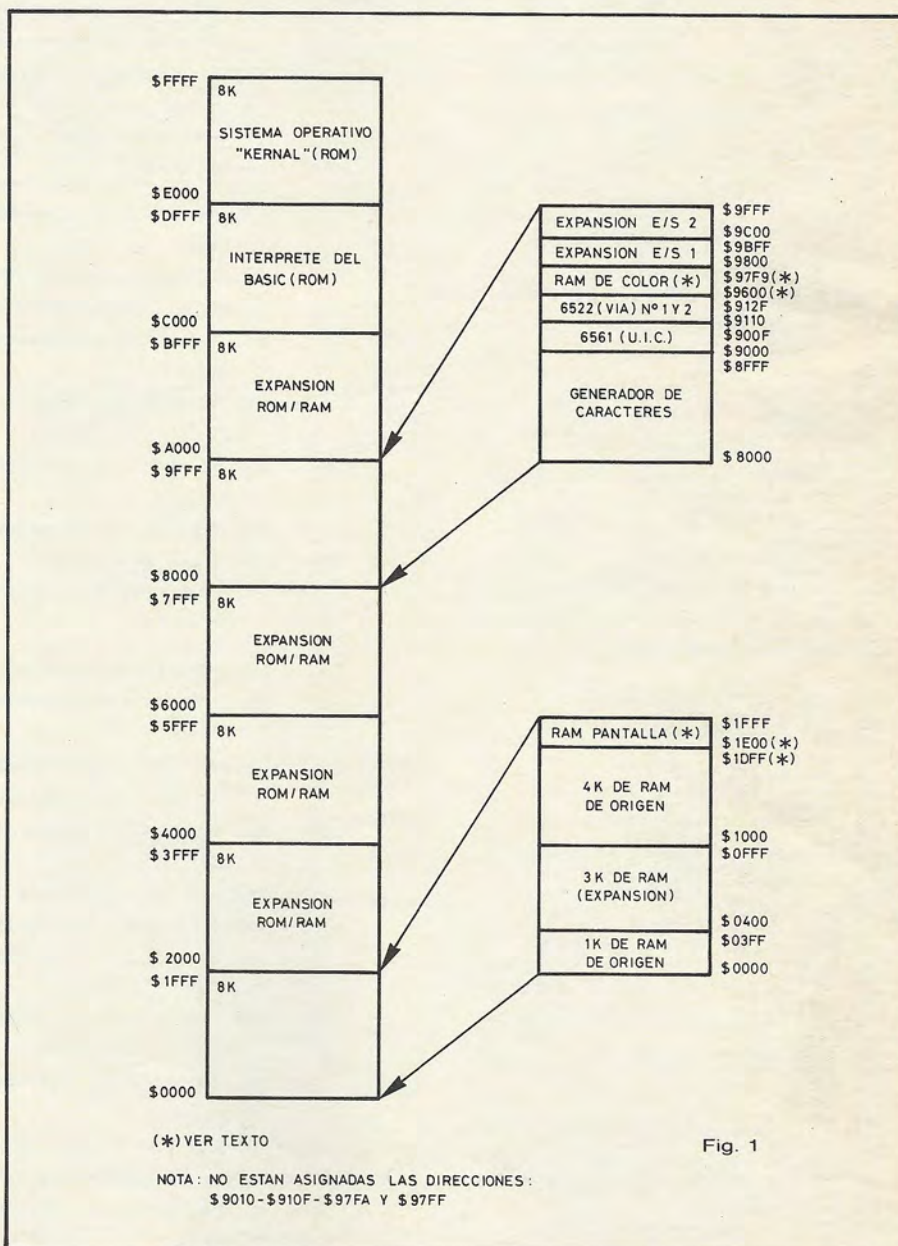 $FFFF
8K
SISTEMA OPERATIVO
"KERNAL"(ROM)
$E000
$DFFF
8K
INTERPRETE DEL
BASIC(ROM)
$C000
$BFFF
8K
EXPANSION
ROM/RAM
$A000
$9FFF
8K
$8000
$7FFF
8K
EXPANSION
ROM/RAM
$6000
$5FFF
8K
EXPANSION
ROM/RAM
$4000
$3FFF
8K
EXPANSION
ROM/RAM
$2000
$1FFF
8K
$0000
EXPANSION E/S 2
$9FFF
$9C00
EXPANSION E/S 1
$9BFF
$9800
RAM DE COLOR(*)
$97F9(*)
$9600(*)
6522(VIA) Nº1Y2
$912F
$9110
6561 (U.I.C.)
$900F
$9000
$8FFF
GENERADOR DE
CARACTERES
$8000
RAM PANTALLA(*)
$1FFF
$1E00(*)
$1DFF(*)
4K DE RAM
DE ORIGEN
$1000
$0FFF
3K DE RAM
(EXPANSION)
$0400
$03FF
1K DE RAM
DE ORIGEN
$0000
(*)VER TEXTO
Fig. 1
NOTA: NO ESTAN ASIGNADAS LAS DIRECCIONES:
$9010-$910F-$97FA Y $97FF